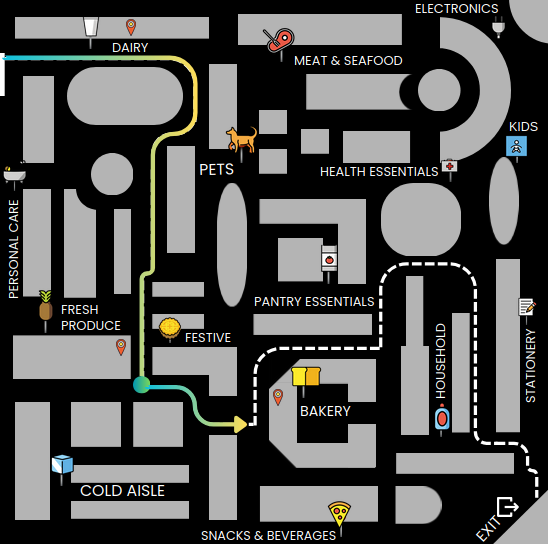 ELECTRONICS
DAIRY
MEAT & SEAFOOD
KIDS
PETS
HEALTH ESSENTIALS
PERSONAL CARE
PANTRY ESSENTIALS
FRESH
PRODUCE
FESTIVE
HOUSEHOLD
STATIONERY
BAKERY
COLD AISLE
SNACKS & BEVERAGES
EXIT